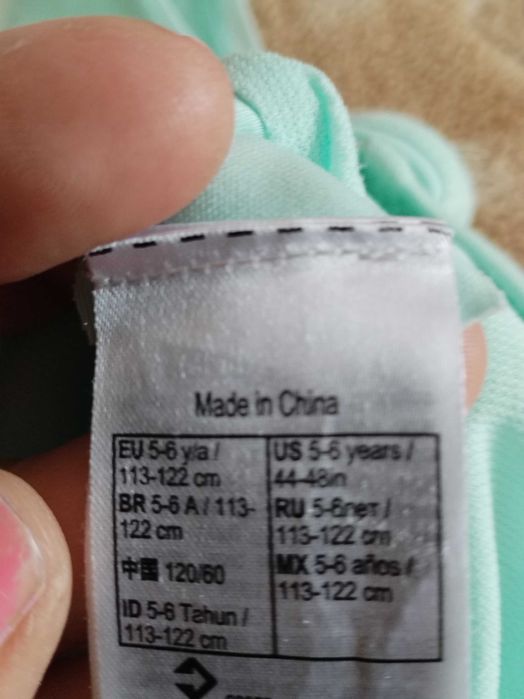 Made in China
EU 5-6 y/a /
113-122 cm
BR 5-6 A / 113-
122 cm
中国 120/60
ID 5-6 Tahun /
113-122 cm
US 5-6 years /
44-48in
RU 5-6лет /
113-122 cm
MX 5-6 años /
113-122 cm